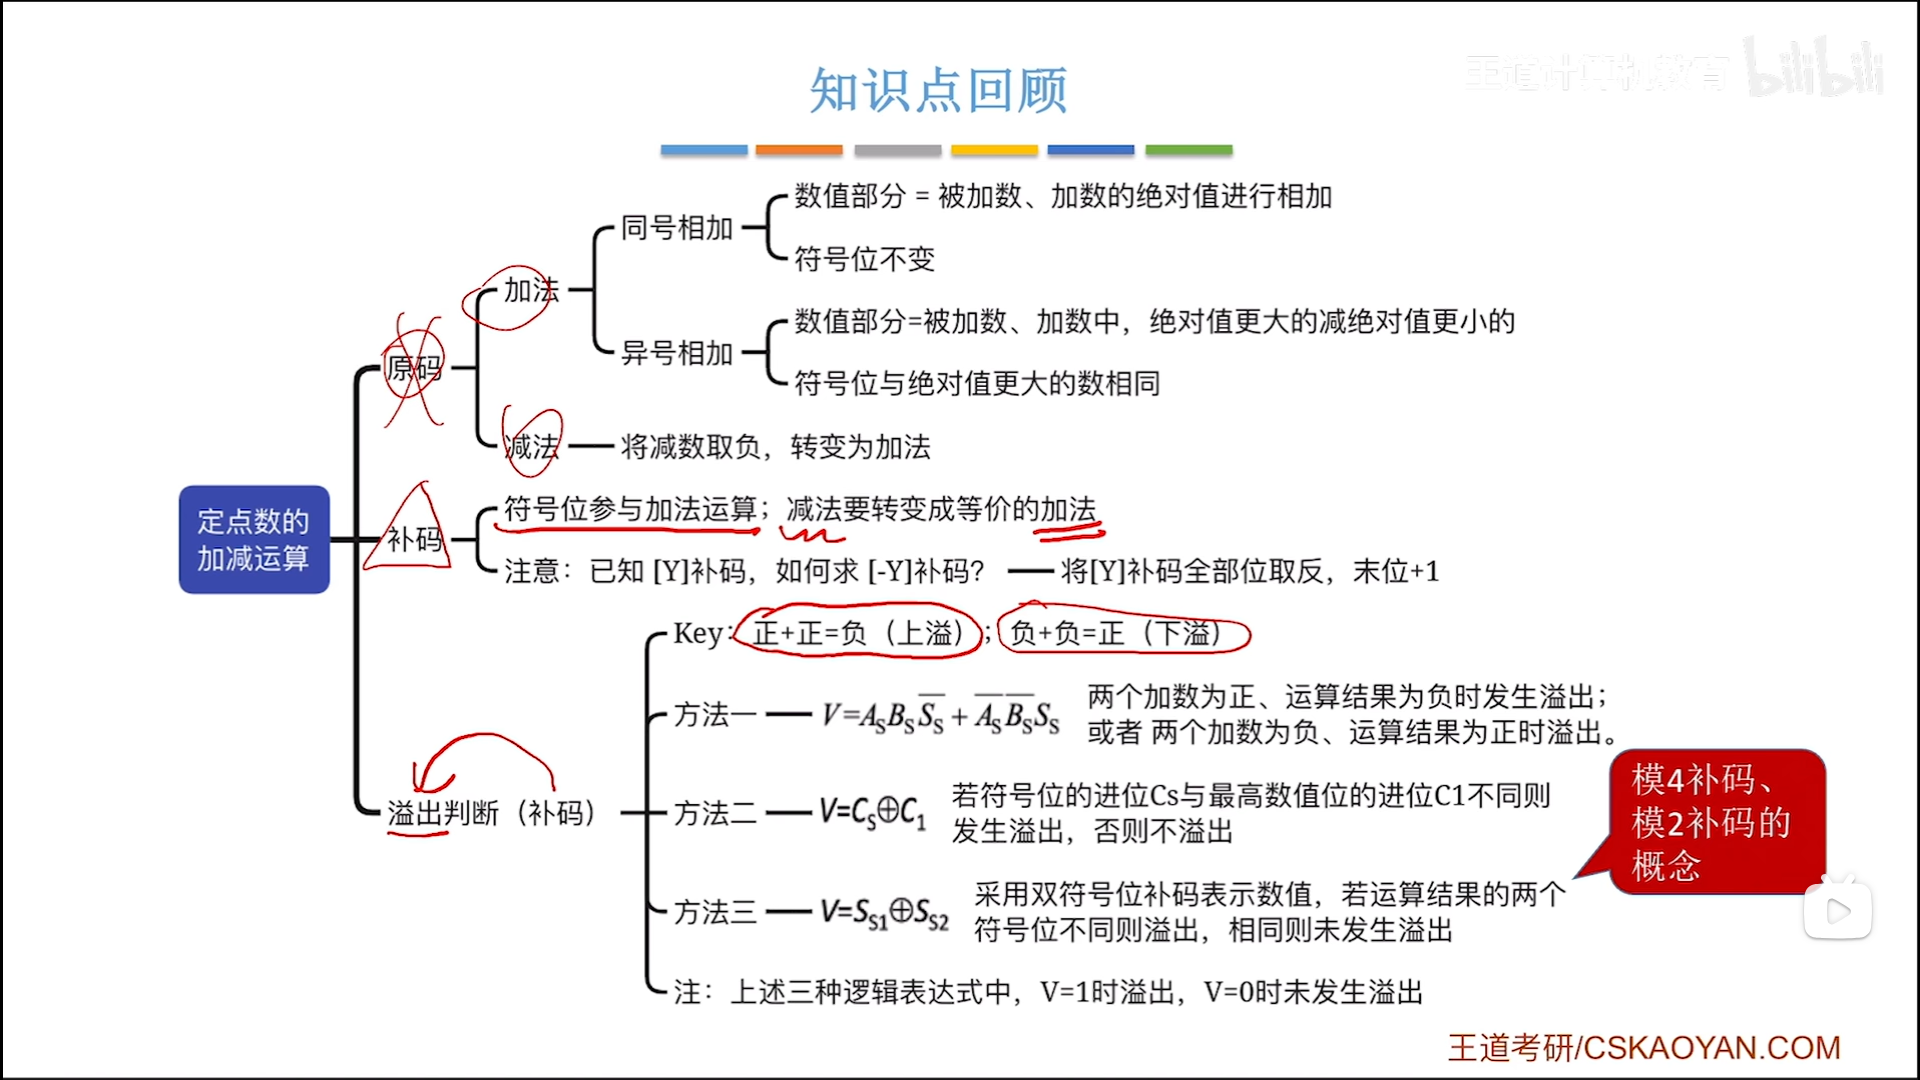 王道计算机教育 bilibili
知识点回顾
数值部分 = 被加数、加数的绝对值进行相加
同号相加
符号位不变
加法
数值部分=被加数、加数中，绝对值更大的减绝对值更小的
异号相加
符号位与绝对值更大的数相同
原码
减法
将减数取负，转变为加法
定点数的
加减运算
符号位参与加法运算；减法要转变成等价的加法
补码
注意：已知 [Y]补码，如何求 [-Y]补码？
将[Y]补码全部位取反，末位+1
Key：正+正=负（上溢）；负+负=正（下溢）
方法一
V=A_SB_S\overline{S_S} + \overline{A_S}\overline{B_S}S_S
两个加数为正、运算结果为负时发生溢出；
或者 两个加数为负、运算结果为正时溢出。
溢出判断（补码）
方法二
V=C_S⊕C_1
若符号位的进位Cs与最高数值位的进位C1不同则
发生溢出，否则不溢出
模4补码、
模2补码的
概念
方法三
V=S_{S1}⊕S_{S2}
采用双符号位补码表示数值，若运算结果的两个
符号位不同则溢出，相同则未发生溢出
注：上述三种逻辑表达式中，V=1时溢出，V=0时未发生溢出
王道考研/CSKAOYAN.COM